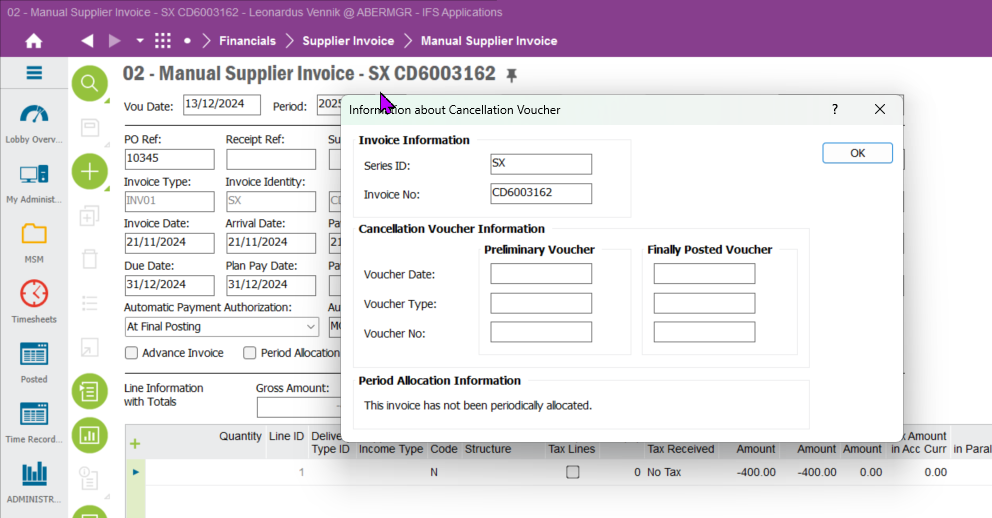 02 - Manual Supplier Invoice - SX CD6003162 - Leonardus Vennik @ ABERMGR - IFS Applications
Financials
Supplier Invoice
Manual Supplier Invoice
Lobby Overv...
My Administ...
MSM
Timesheets
Posted
Time Record...
ADMINISTR...
02 - Manual Supplier Invoice - SX CD6003162
Vou Date:
13/12/2024
Period:
2025
PO Ref:
Receipt Ref:
Su
10345
Invoice Type:
Invoice Identity:
INV01
SX
Invoice Date:
Arrival Date:
Pa
21/11/2024
21/11/2024
21
Due Date:
Plan Pay Date:
Pa
31/12/2024
31/12/2024
Automatic Payment Authorization:
Au
At Final Posting
Advance Invoice
Period Allocation
Line Information
with Totals
Gross Amount:
Information about Cancellation Voucher
?
Invoice Information
OK
Series ID:
SX
Invoice No:
CD6003162
Cancellation Voucher Information
Preliminary Voucher
Finally Posted Voucher
Voucher Date:
Voucher Type:
Voucher No:
Period Allocation Information
This invoice has not been periodically allocated.
Quantity
Line ID
Delive
Type ID
Income Type
Code
Structure
Tax Lines
Tax Received
Amount
Amount
Amount
x Amount
in Acc Curr
in Paral
1
N
0
No Tax
-400.00
-400.00
0.00
0.00